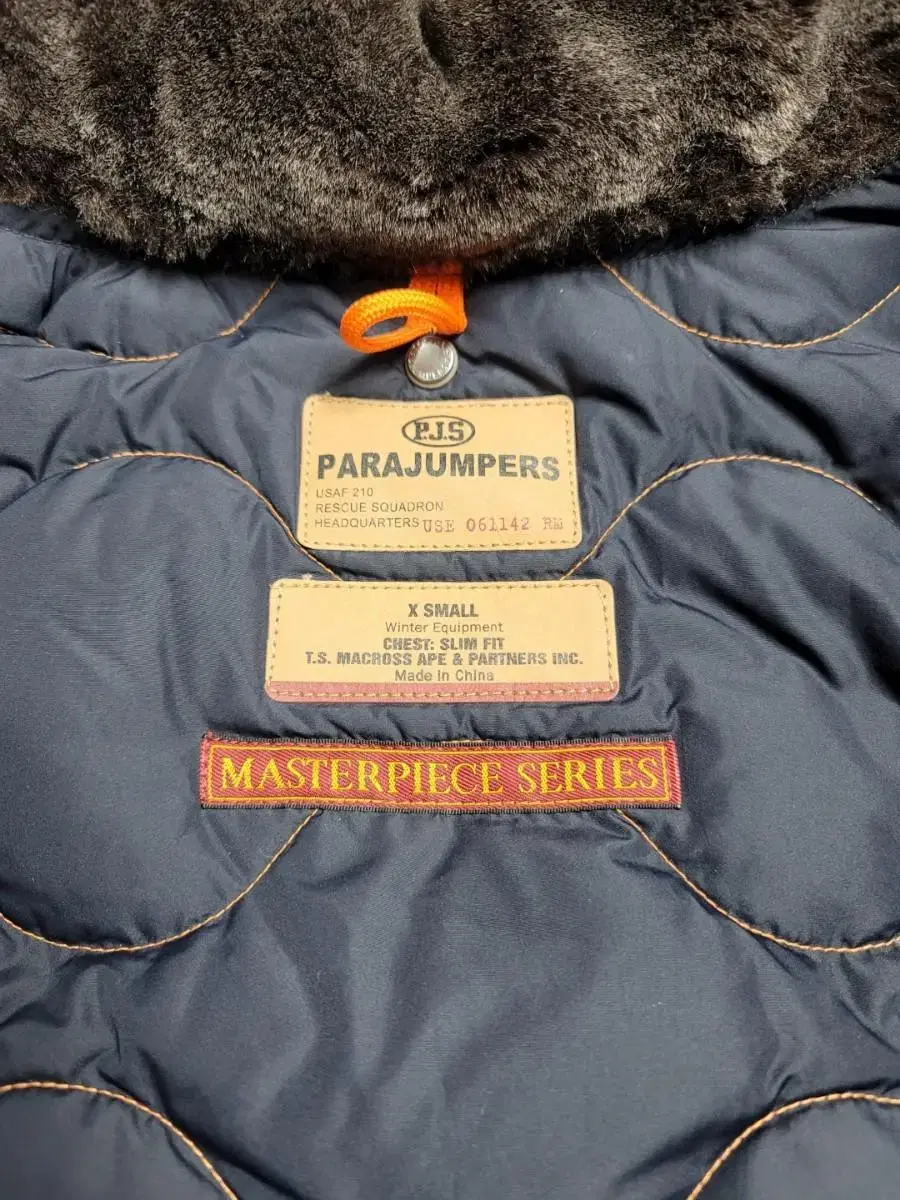 P.J.S
PARAJUMPERS
USAF 210
RESCUE SQUADRON
HEADQUARTERS USE 061142 RM
X SMALL
Winter Equipment
CHEST: SLIM FIT
T.S. MACROSS APE & PARTNERS INC.
Made in China
MASTERPIECE SERIES